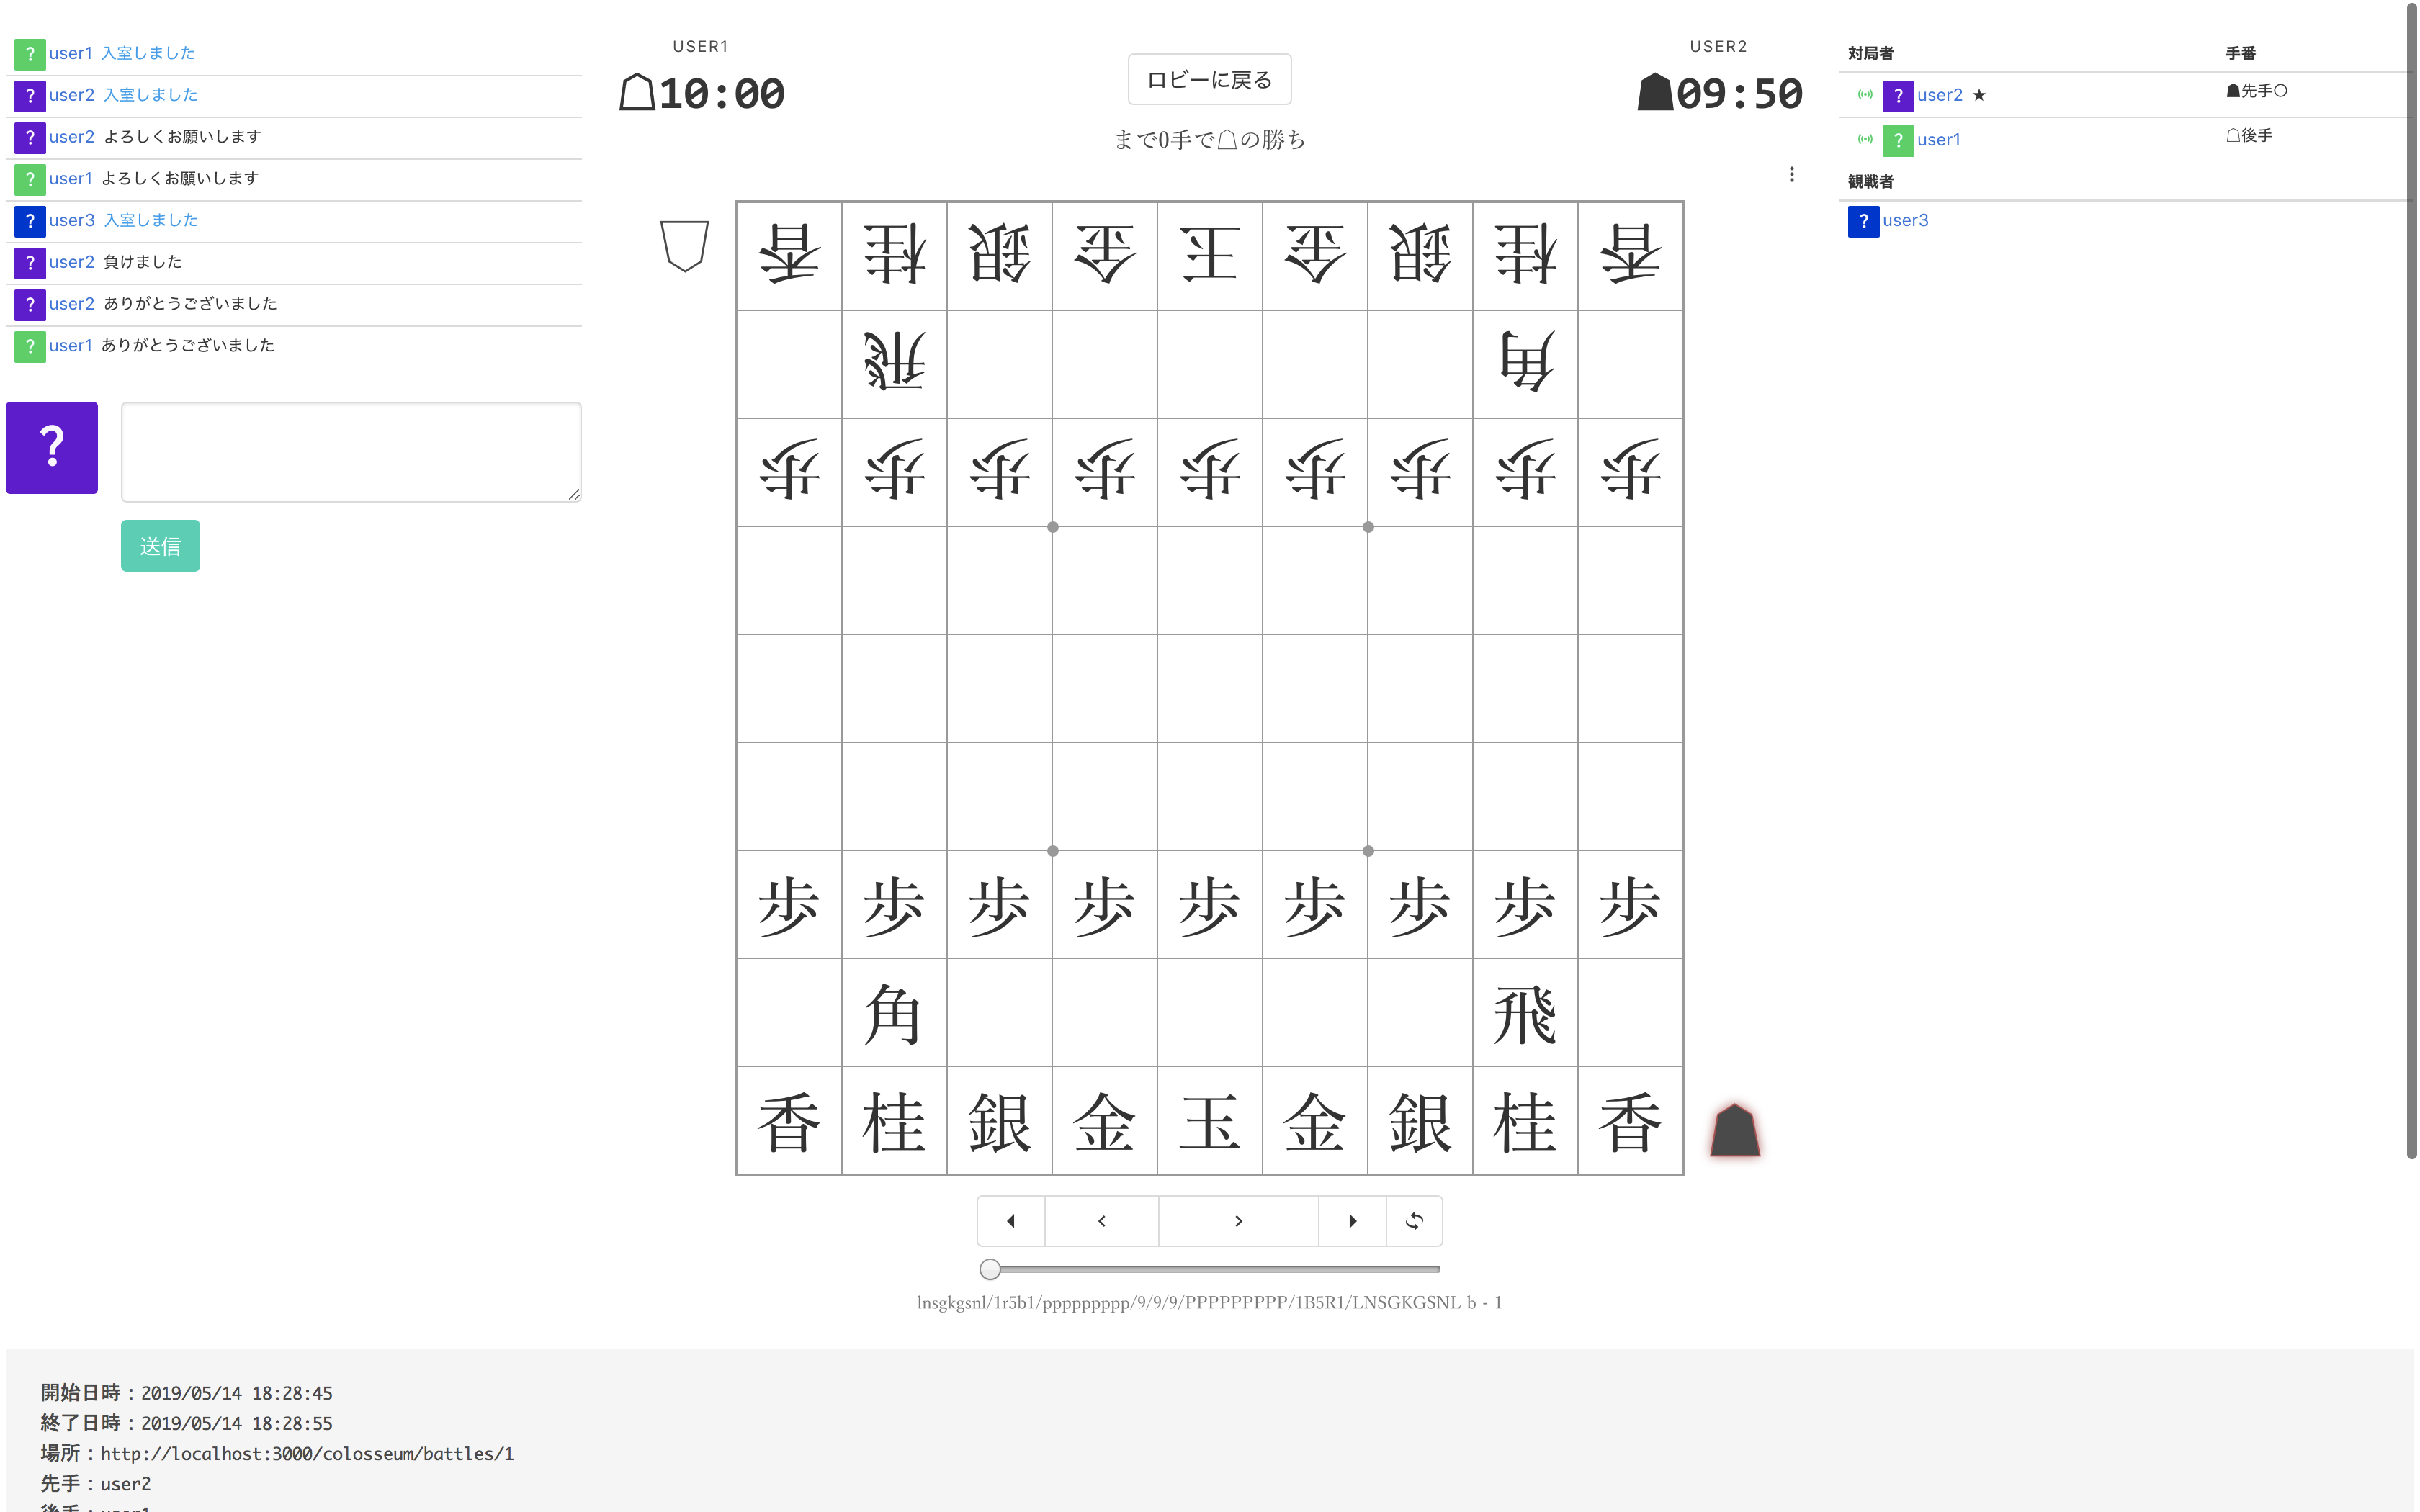 ? user1 入室しました
? user2 入室しました
? user2 よろしくお願いします
? user1 よろしくお願いします
? user3 入室しました
? user2 負けました
? user2 ありがとうございました
? user1 ありがとうございました
?
送信
USER1
☖10:00
ロビーに戻る
まで0手で☖の勝ち
USER2
☗09:50
香 桂 銀 金 王 金 銀 桂 香
飛 角
歩 歩 歩 歩 歩 歩 歩 歩 歩
歩 歩 歩 歩 歩 歩 歩 歩 歩
角 飛
香 桂 銀 金 玉 金 銀 桂 香
lnsgkgsnl/1r5b1/ppppppppp/9/9/9/PPPPPPPPP/1B5R1/LNSGKGSNL b - 1
対局者 手番
? user2 ★ ☗先手〇
? user1 ☖後手
観戦者
? user3
開始日時：2019/05/14 18:28:45
終了日時：2019/05/14 18:28:55
場所：http://localhost:3000/colosseum/battles/1
先手：user2
後手：user1